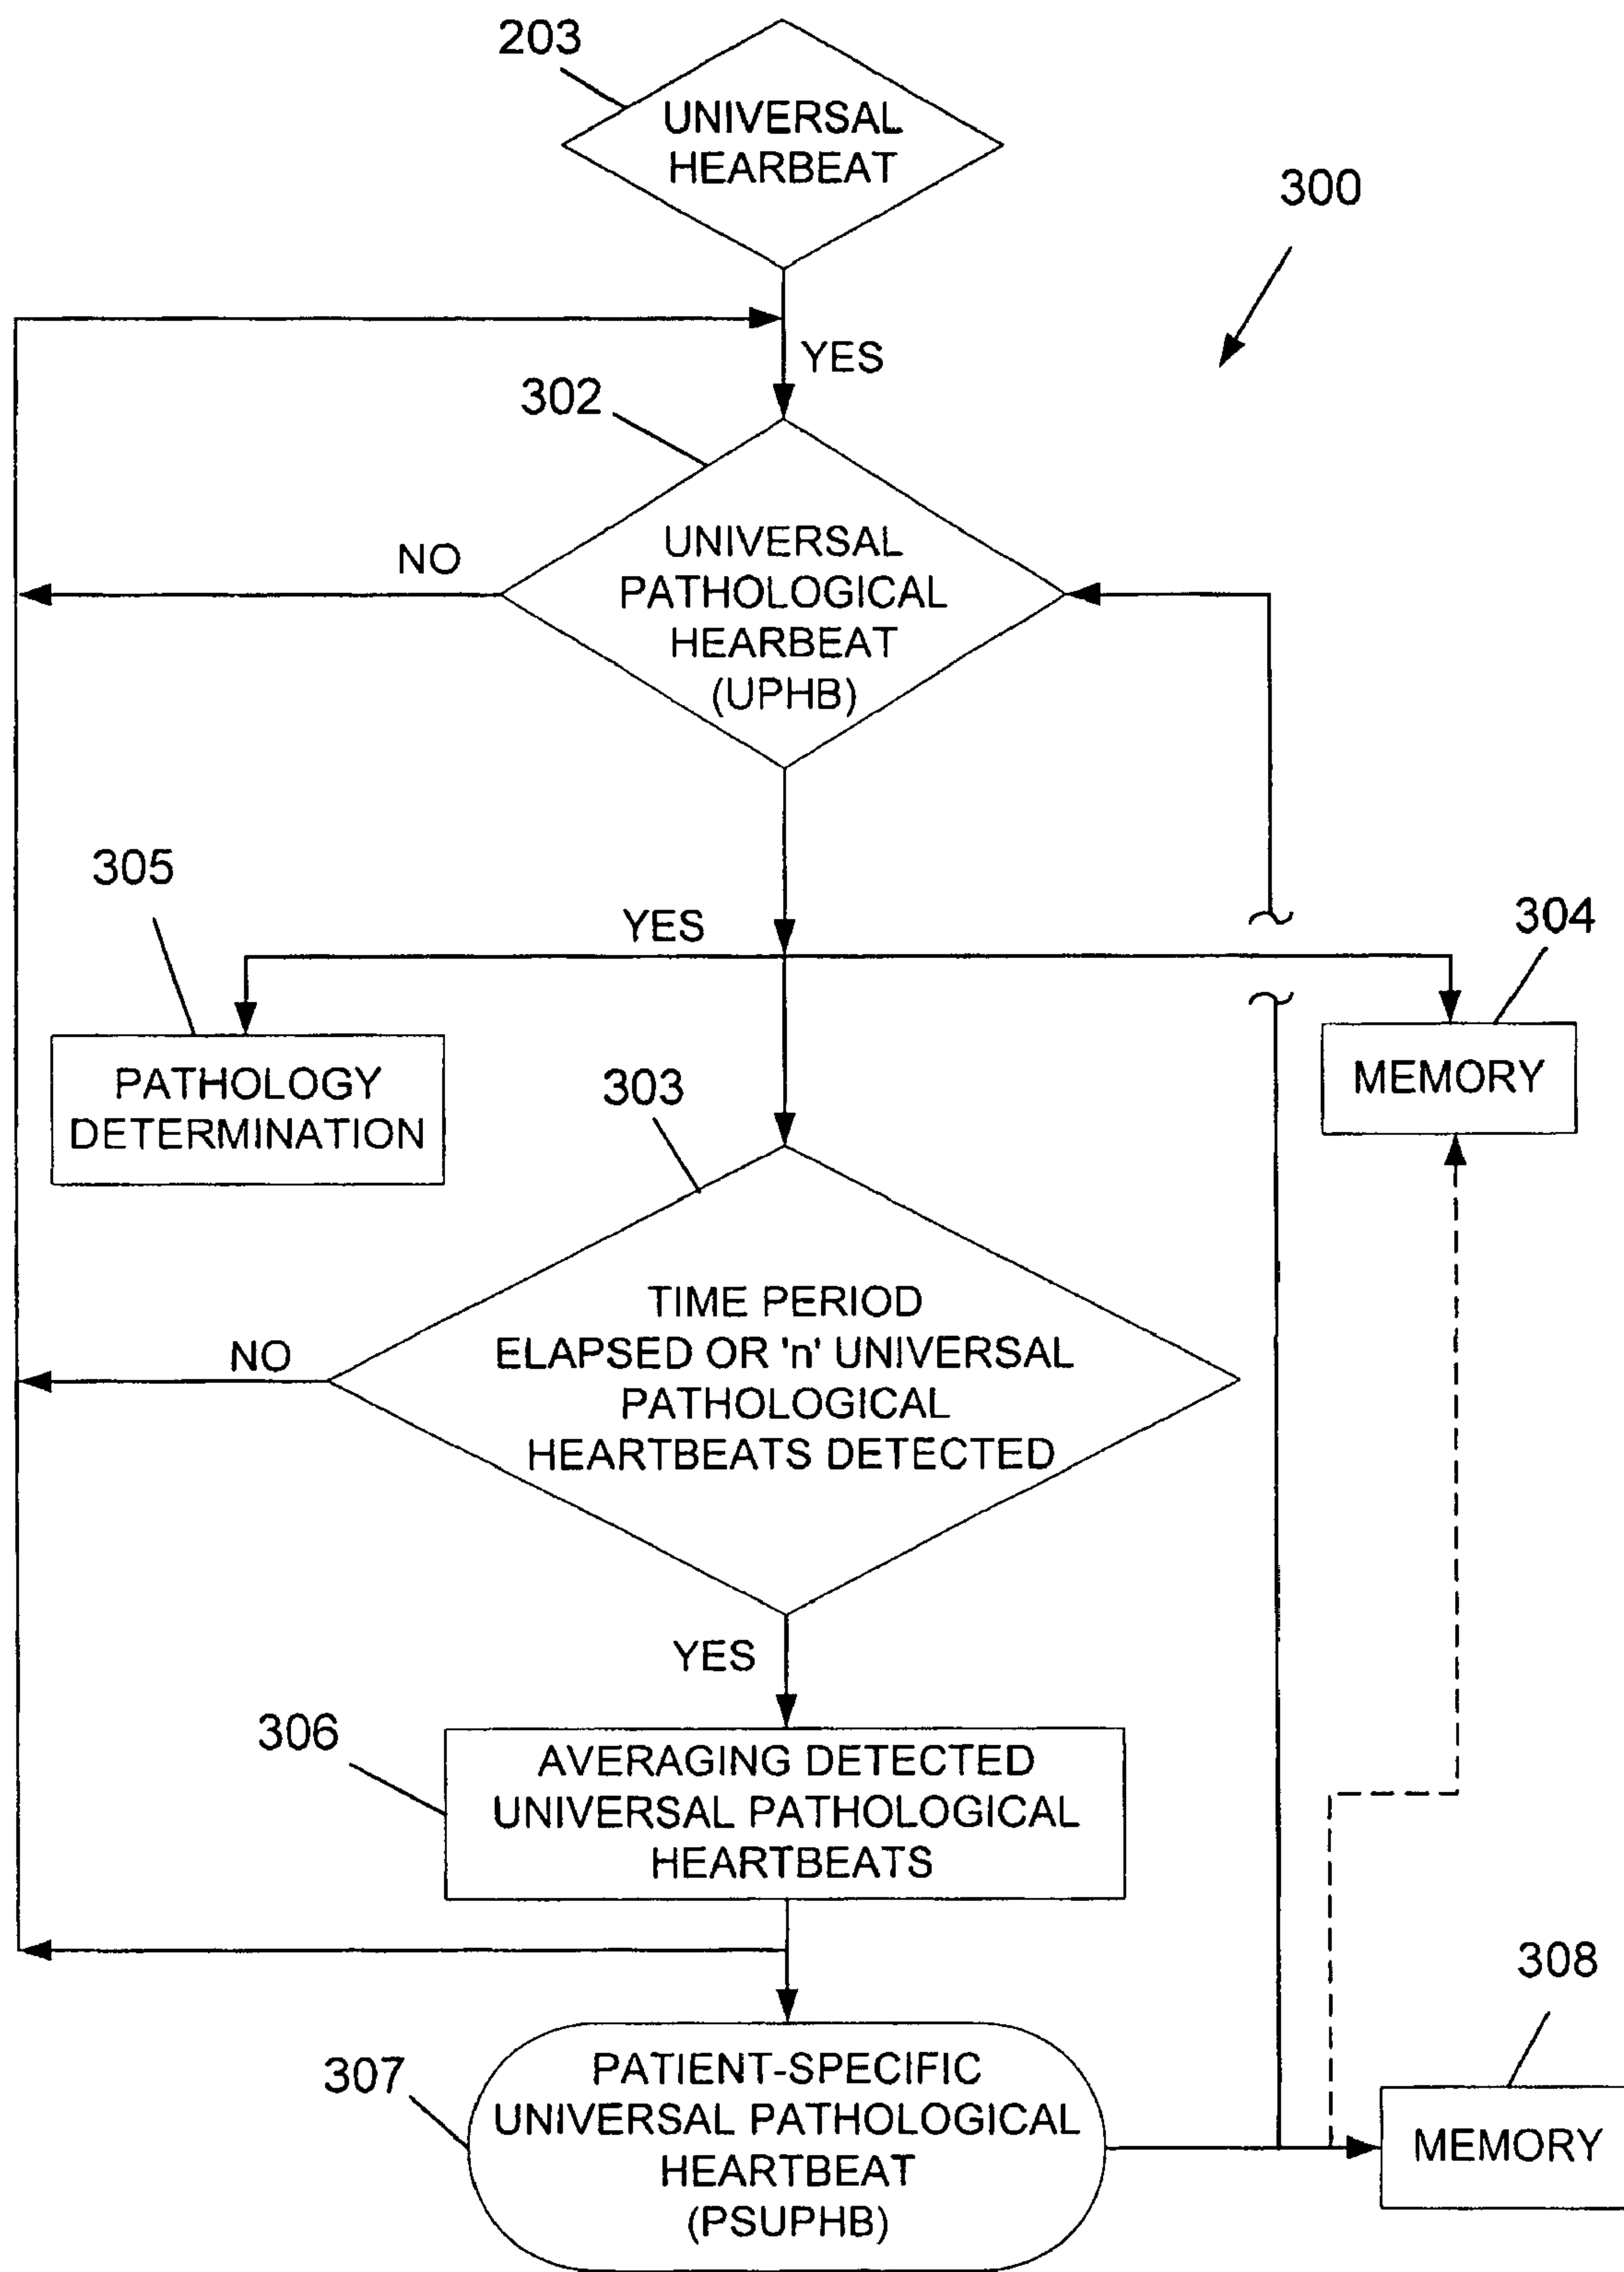 203
UNIVERSAL
HEARBEAT
300
YES
302
UNIVERSAL
PATHOLOGICAL
HEARBEAT
(UPHB)
NO
305
YES
304
PATHOLOGY
DETERMINATION
MEMORY
303
TIME PERIOD
ELAPSED OR 'n' UNIVERSAL
PATHOLOGICAL
HEARTBEATS DETECTED
NO
YES
306
AVERAGING DETECTED
UNIVERSAL PATHOLOGICAL
HEARTBEATS
308
307
PATIENT-SPECIFIC
UNIVERSAL PATHOLOGICAL
HEARTBEAT
(PSUPHB)
MEMORY